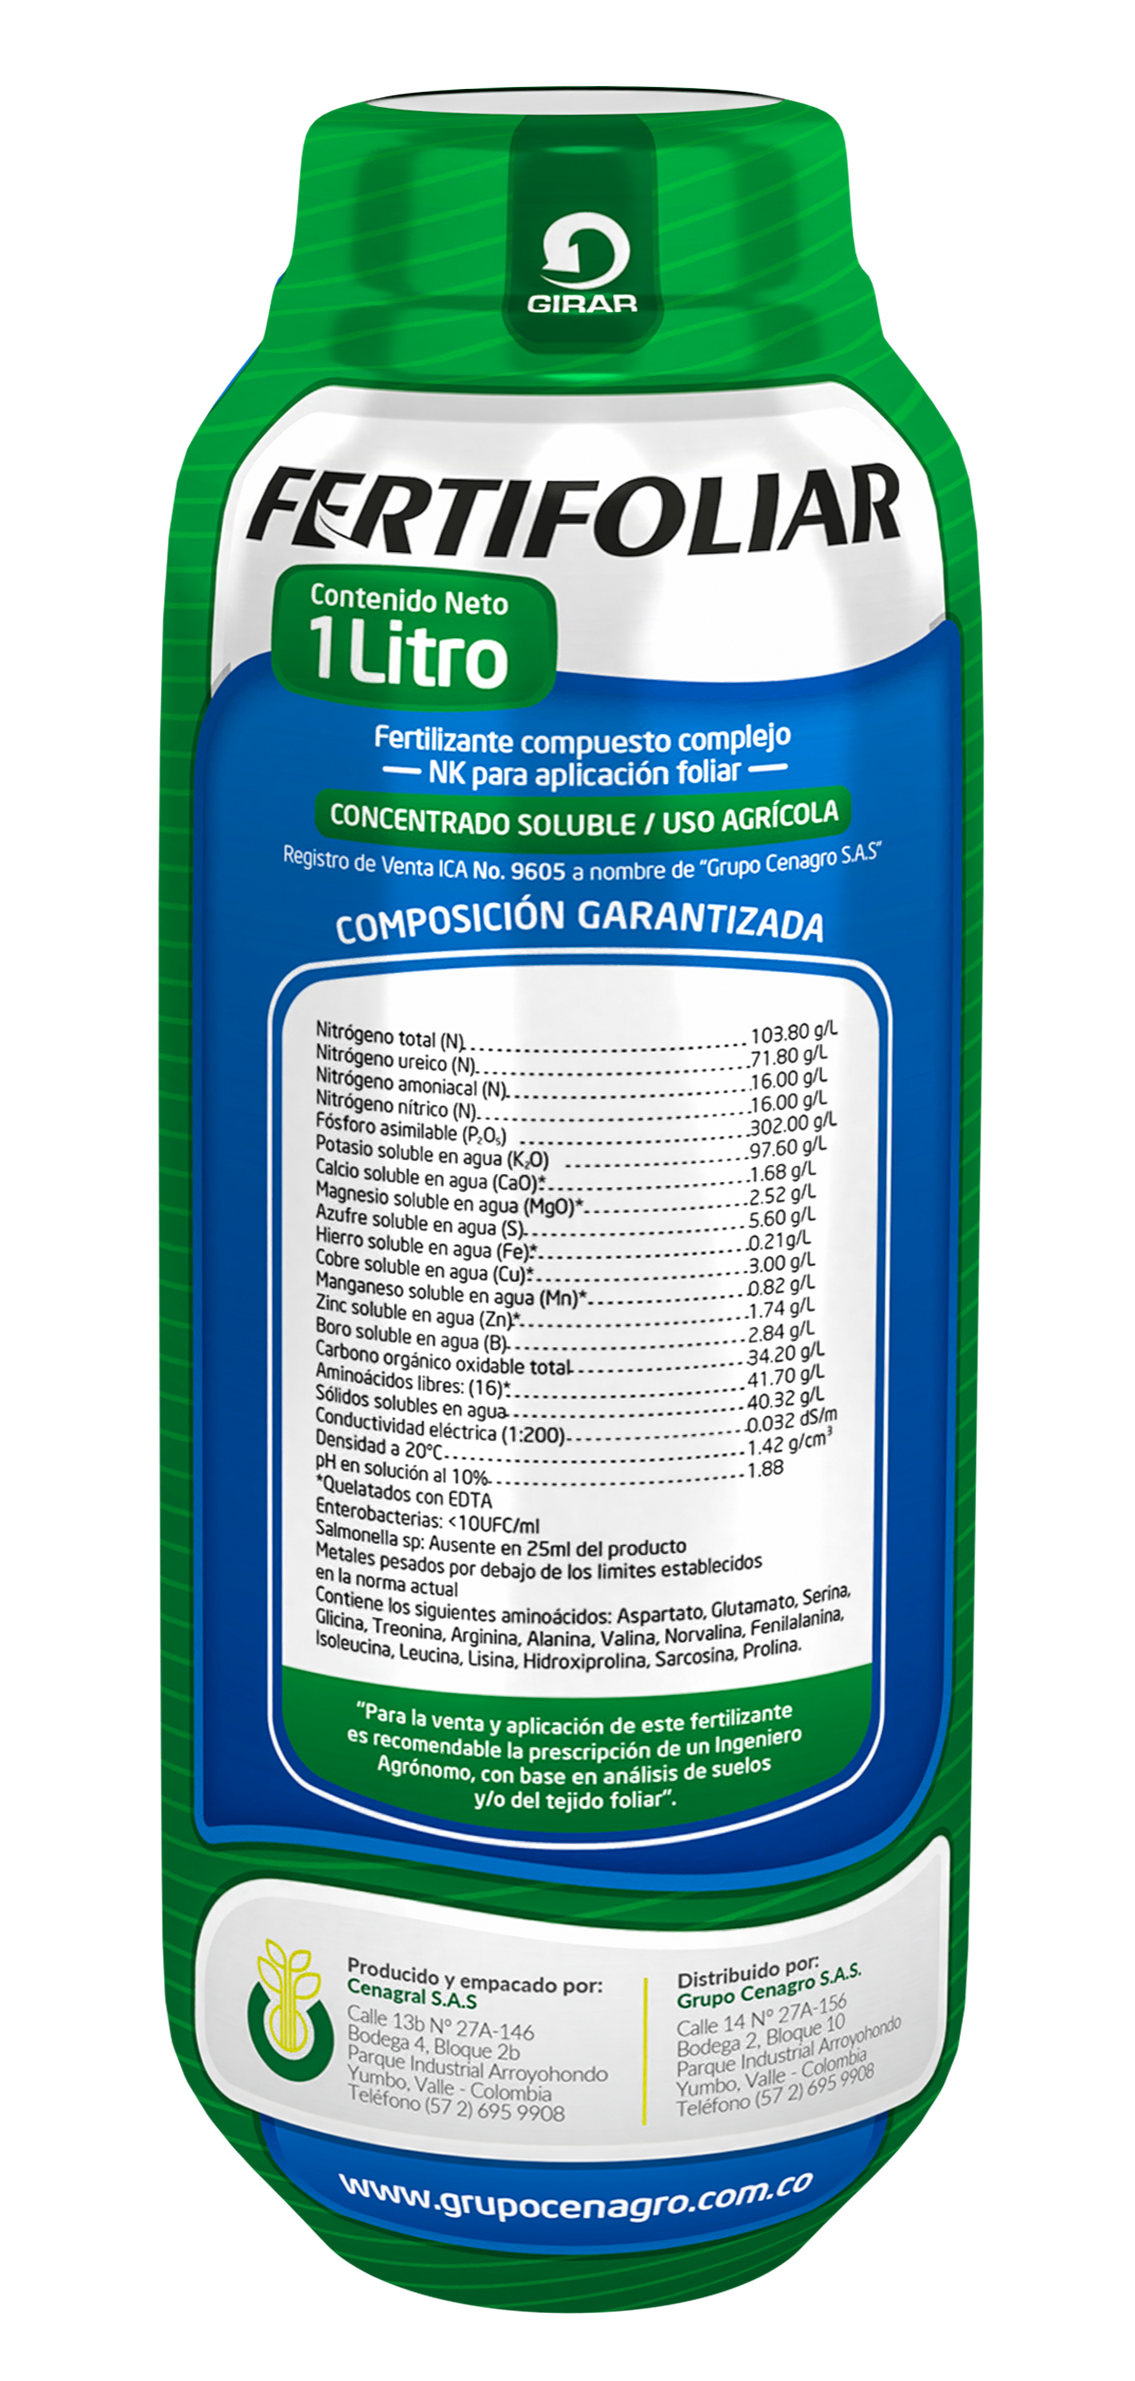 GIRAR
FERTIFOLIAR
Contenido Neto
1 Litro
Fertilizante compuesto complejo
NK para aplicación foliar
CONCENTRADO SOLUBLE / USO AGRÍCOLA
Registro de Venta ICA No. 9605 a nombre de "Grupo Cenagro S.A.S"
COMPOSICIÓN GARANTIZADA
Nitrógeno total (N) 103.80 g/L
Nitrógeno ureico (N) 71.80 g/L
Nitrógeno amoniacal (N) 16.00 g/L
Nitrógeno nítrico (N) 16.00 g/L
Fósforo asimilable (P₂O₅) 302.00 g/L
Potasio soluble en agua (K₂O) 97.60 g/L
Calcio soluble en agua (CaO)* 1.68 g/L
Magnesio soluble en agua (MgO)* 2.52 g/L
Azufre soluble en agua (S) 5.60 g/L
Hierro soluble en agua (Fe)* 0.21g/L
Cobre soluble en agua (Cu)* 3.00 g/L
Manganeso soluble en agua (Mn)* 0.82 g/L
Zinc soluble en agua (Zn)* 1.74 g/L
Boro soluble en agua (B) 2.84 g/L
Carbono orgánico oxidable total 34.20 g/L
Aminoácidos libres: (16)* 41.70 g/L
Sólidos solubles en agua 40.32 g/L
Conductividad eléctrica (1:200) 0.032 dS/m
Densidad a 20°C 1.42 g/cm³
pH en solución al 10% 1.88
*Quelatados con EDTA
Enterobacterias: <10UFC/ml
Salmonella sp: Ausente en 25ml del producto
Metales pesados por debajo de los limites establecidos
en la norma actual
Contiene los siguientes aminoácidos: Aspartato, Glutamato, Serina,
Glicina, Treonina, Arginina, Alanina, Valina, Norvalina, Fenilalanina,
Isoleucina, Leucina, Lisina, Hidroxiprolina, Sarcosina, Prolina.
"Para la venta y aplicación de este fertilizante
es recomendable la prescripción de un Ingeniero
Agrónomo, con base en análisis de suelos
y/o del tejido foliar".
Producido y empacado por:
Cenagral S.A.S
Calle 13b N° 27A-146
Bodega 4, Bloque 2b
Parque Industrial Arroyohondo
Yumbo, Valle - Colombia
Teléfono (57 2) 695 9908
Distribuido por:
Grupo Cenagro S.A.S.
Calle 14 N° 27A-156
Bodega 2, Bloque 10
Parque Industrial Arroyohondo
Yumbo, Valle - Colombia
Teléfono (57 2) 695 9908
www.grupocenagro.com.co